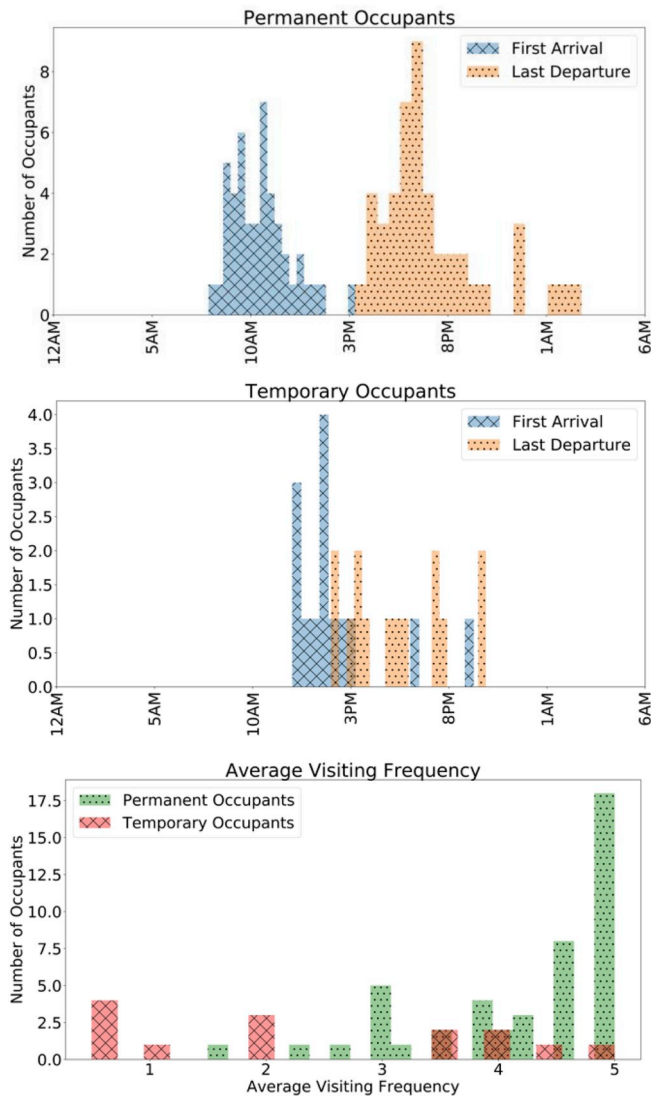 Permanent Occupants
First Arrival
Last Departure
Number of Occupants
8
6
4
2
0
12AM 5AM 10AM 3PM 8PM 1AM 6AM
Temporary Occupants
First Arrival
Last Departure
Number of Occupants
4.0
3.5
3.0
2.5
2.0
1.5
1.0
0.5
0.0
12AM 5AM 10AM 3PM 8PM 1AM 6AM
Average Visiting Frequency
Permanent Occupants
Temporary Occupants
Number of Occupants
17.5
15.0
12.5
10.0
7.5
5.0
2.5
0.0
1 2 3 4 5
Average Visiting Frequency